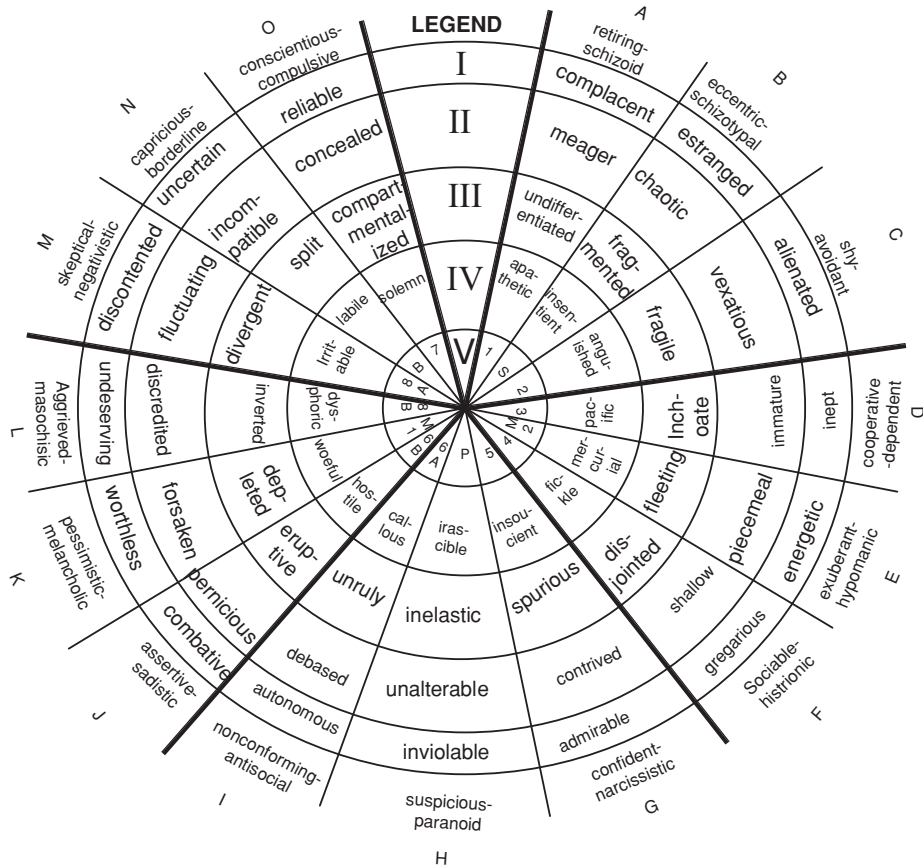 LEGEND
I
II
III
IV
V
A
retiring-
schizoid
complacent
meager
undiffer-
entiated
apa-
thetic
1
B
eccentric-
schizotypal
estranged
chaotic
frag-
mented
insen-
tient
S
C
shy-
avoidant
alienated
vexatious
fragile
angu-
ished
2
D
cooperative
-dependent
inept
immature
Inch-
oate
pac-
ific
3
E
exuberant-
hypomanic
energetic
piecemeal
fleeting
mer-
cur-
ial
M
2
F
Sociable-
histrionic
gregarious
shallow
dis-
jointed
fic-
kle
4
G
confident-
narcissistic
admirable
contrived
spurious
insou-
cient
5
H
suspicious-
paranoid
inviolable
unalterable
inelastic
iras-
cible
P
I
nonconforming-
antisocial
autonomous
debased
unruly
cal-
lous
6
A
J
assertive-
sadistic
combative
pernicious
erup-
tive
hos-
tile
6
B
K
pessimistic-
melancholic
worthless
forsaken
dep-
leted
woeful
M
1
L
Aggrieved-
masochisic
undeserving
discredited
inverted
dys-
phoric
8
B
M
skeptical-
negativistic
discontented
fluctuating
divergent
Irrit-
able
8
A
N
capricious-
borderline
uncertain
incom-
patible
split
labile
B
O
conscientious-
compulsive
reliable
concealed
compart-
mental-
ized
solemn
7